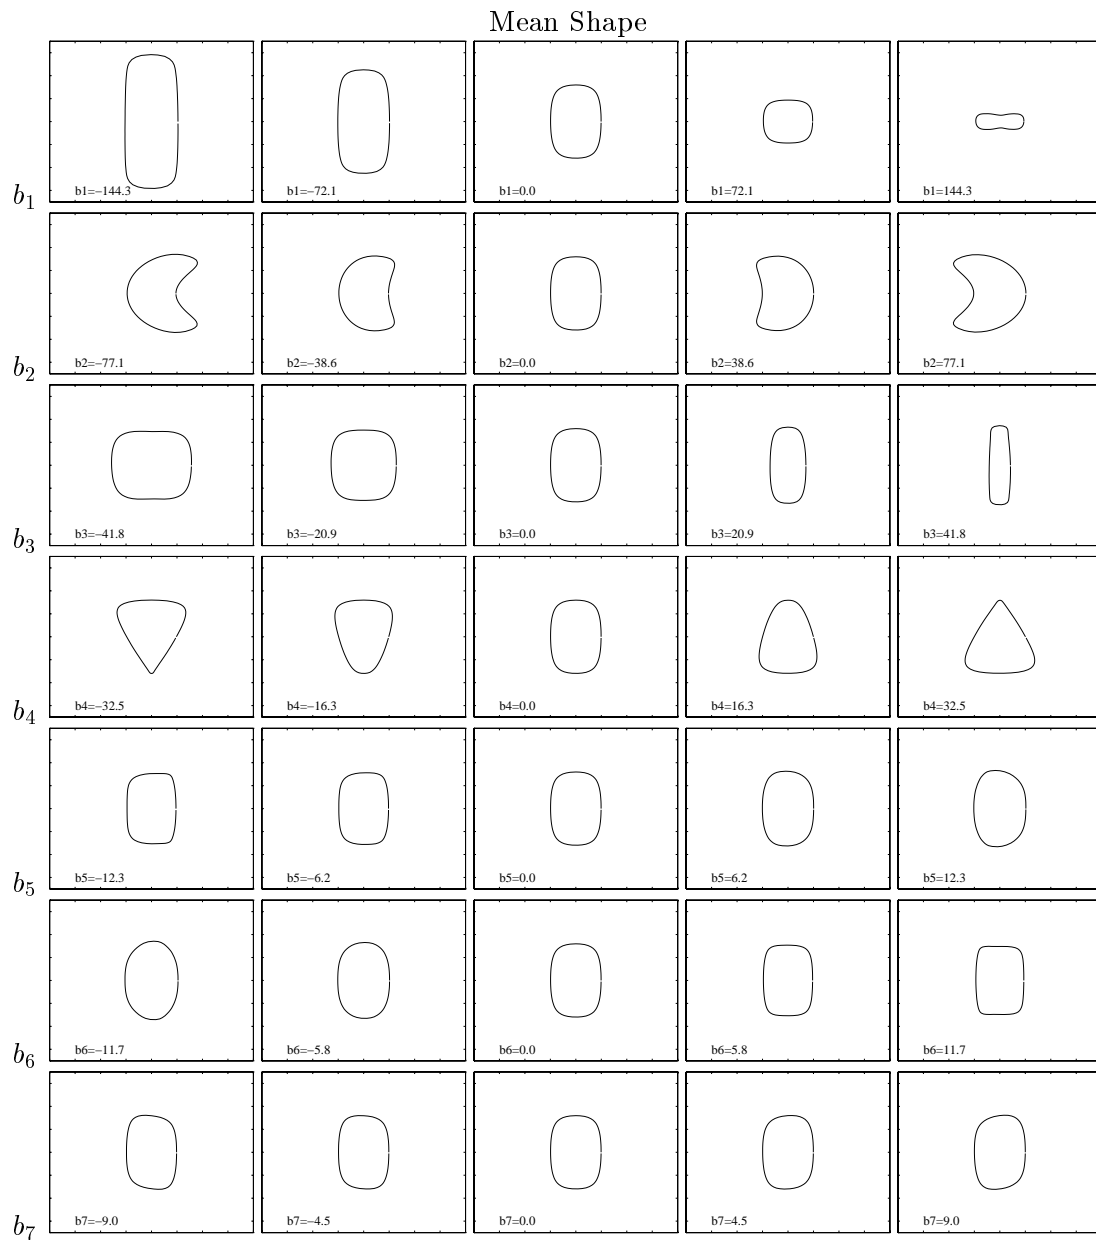 Mean Shape
b1=−144.3 b1=−72.1 b1=0.0 b1=72.1 b1=144.3
b1
b2=−77.1 b2=−38.6 b2=0.0 b2=38.6 b2=77.1
b2
b3=−41.8 b3=−20.9 b3=0.0 b3=20.9 b3=41.8
b3
b4=−32.5 b4=−16.3 b4=0.0 b4=16.3 b4=32.5
b4
b5=−12.3 b5=−6.2 b5=0.0 b5=6.2 b5=12.3
b5
b6=−11.7 b6=−5.8 b6=0.0 b6=5.8 b6=11.7
b6
b7=−9.0 b7=−4.5 b7=0.0 b7=4.5 b7=9.0
b7